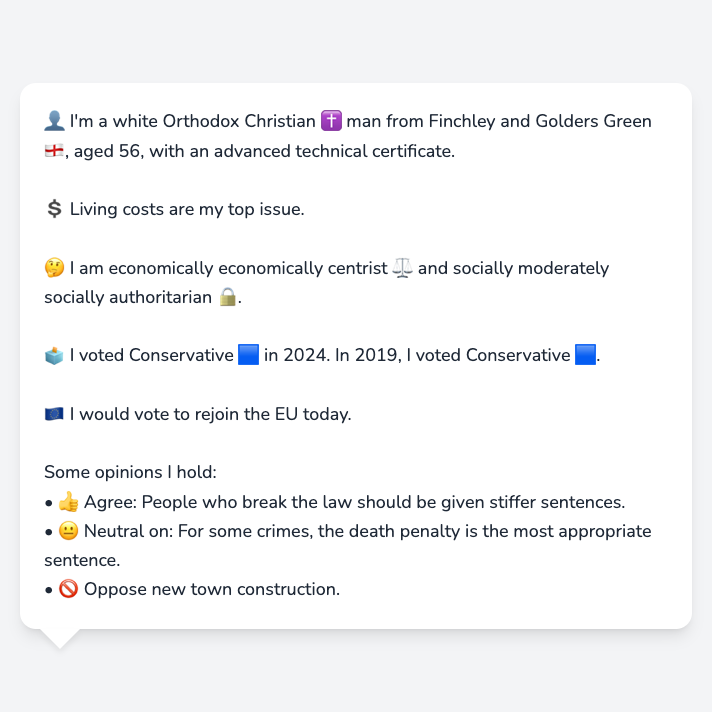 👤 I'm a white Orthodox Christian ✝️ man from Finchley and Golders Green
🏴󠁧󠁢󠁥󠁮󠁧󠁿, aged 56, with an advanced technical certificate.
💲 Living costs are my top issue.
🤔 I am economically economically centrist ⚖️ and socially moderately
socially authoritarian 🔒.
🗳️ I voted Conservative 🟦 in 2024. In 2019, I voted Conservative 🟦.
🇪🇺 I would vote to rejoin the EU today.
Some opinions I hold:
• 👍 Agree: People who break the law should be given stiffer sentences.
• 😐 Neutral on: For some crimes, the death penalty is the most appropriate
sentence.
• 🚫 Oppose new town construction.